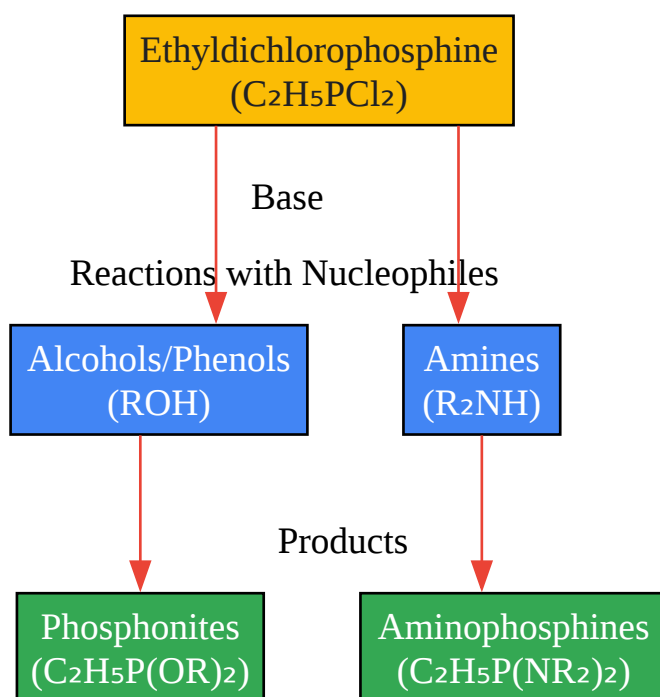 Ethyldichlorophosphine
(C₂H₅PCl₂)
Base
Reactions with Nucleophiles
Alcohols/Phenols
(ROH)
Amines
(R₂NH)
Products
Phosphonites
(C₂H₅P(OR)₂)
Aminophosphines
(C₂H₅P(NR₂)₂)